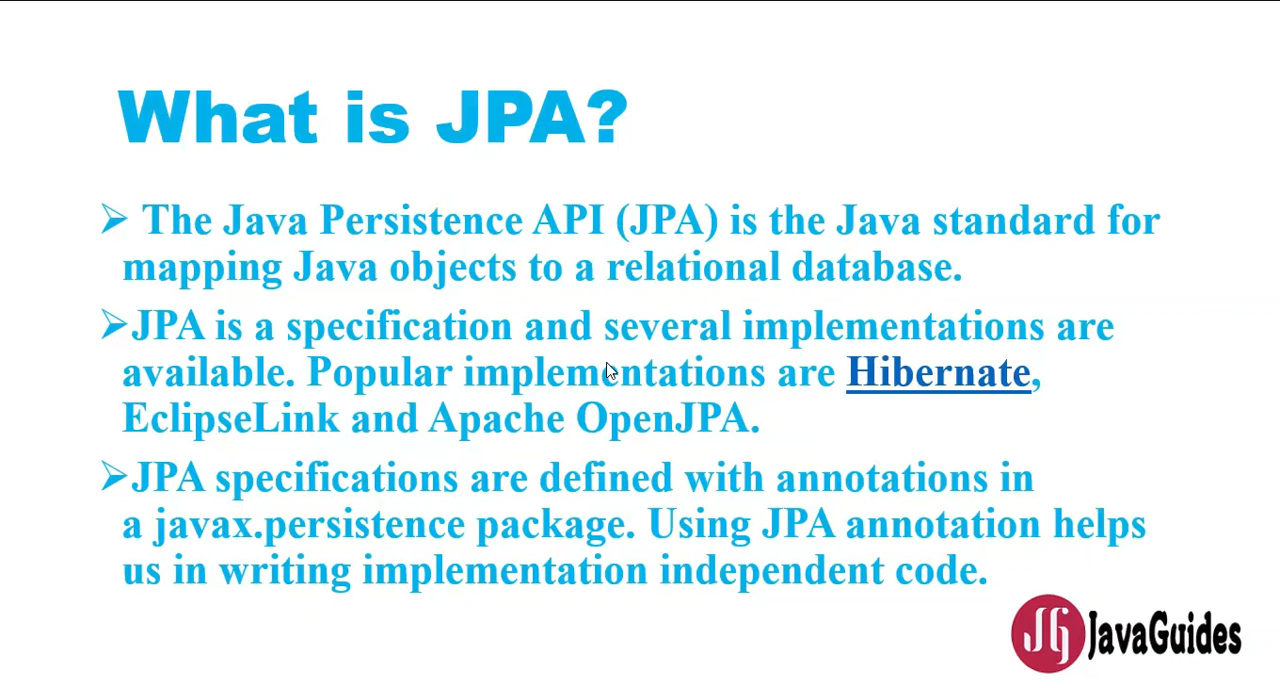 What is JPA?
➢ The Java Persistence API (JPA) is the Java standard for
mapping Java objects to a relational database.
➢JPA is a specification and several implementations are
available. Popular implementations are Hibernate,
EclipseLink and Apache OpenJPA.
➢JPA specifications are defined with annotations in
a javax.persistence package. Using JPA annotation helps
us in writing implementation independent code.
JG JavaGuides